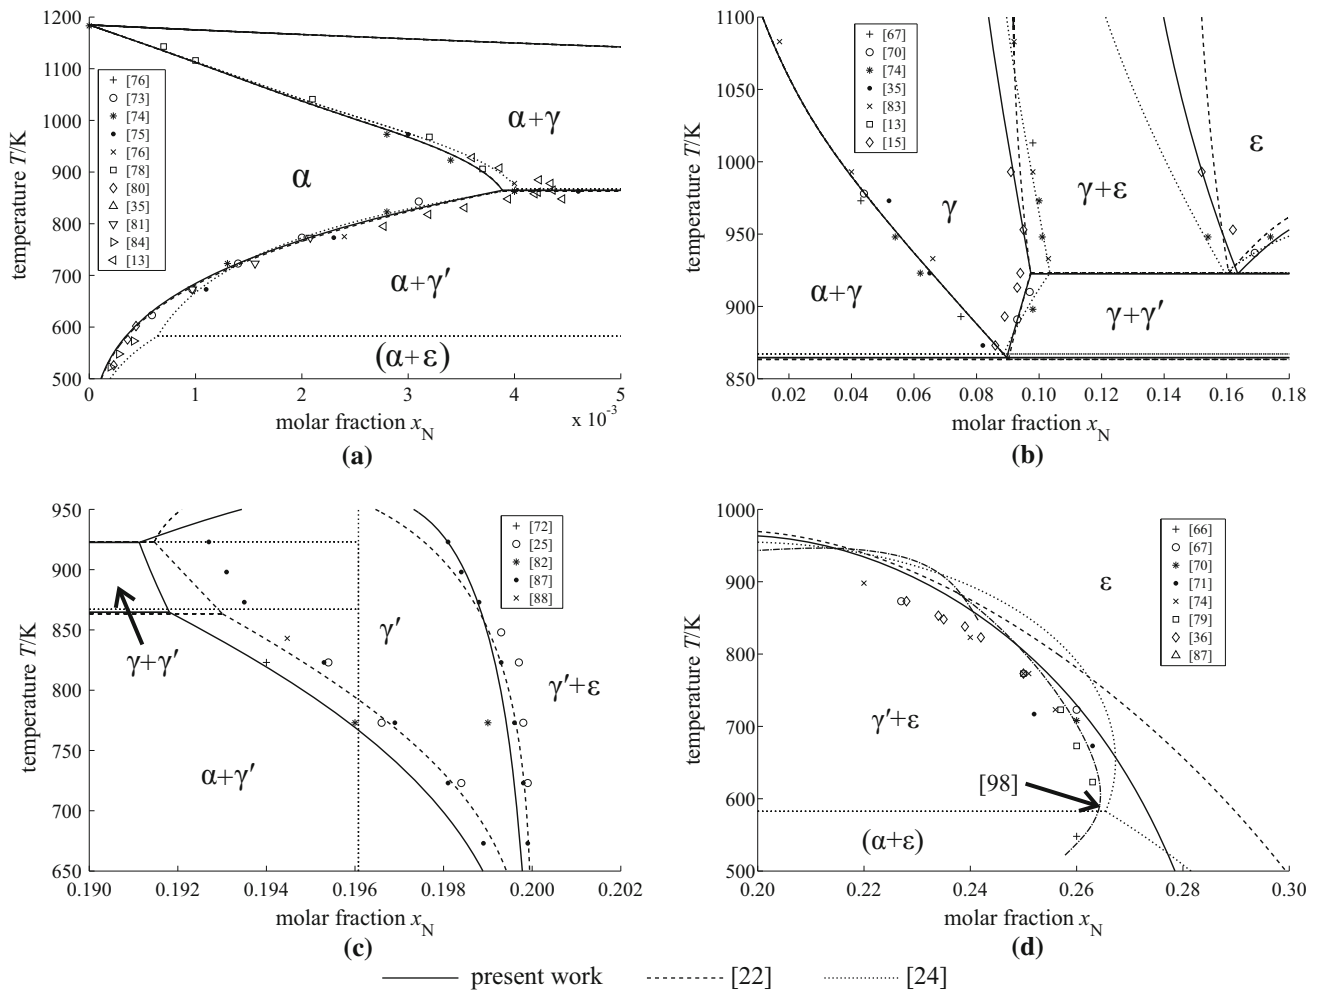 1200
1100
1000
900
800
700
600
500
temperature T/K
[76]
[73]
[74]
[75]
[76]
[78]
[80]
[35]
[81]
[84]
[13]
α+γ
α
α+γ′
(α+ε)
0 1 2 3 4 5
x 10⁻³
molar fraction xN
(a)
1100
1050
1000
950
900
850
temperature T/K
[67]
[70]
[74]
[35]
[83]
[13]
[15]
ε
γ+ε
γ
α+γ
γ+γ′
0.02 0.04 0.06 0.08 0.10 0.12 0.14 0.16 0.18
molar fraction xN
(b)
950
900
850
800
750
700
650
temperature T/K
[72]
[25]
[82]
[87]
[88]
γ+γ′
γ′
γ′+ε
α+γ′
0.190 0.192 0.194 0.196 0.198 0.200 0.202
molar fraction xN
(c)
1000
900
800
700
600
500
temperature T/K
[66]
[67]
[70]
[71]
[74]
[79]
[36]
[87]
ε
γ′+ε
[98]
(α+ε)
0.20 0.22 0.24 0.26 0.28 0.30
molar fraction xN
(d)
present work [22] [24]